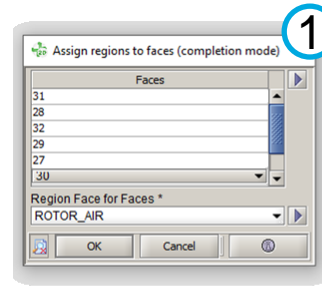 1
Assign regions to faces (completion mode)
Faces
31
28
32
29
27
30
Region Face for Faces *
ROTOR_AIR
OK Cancel